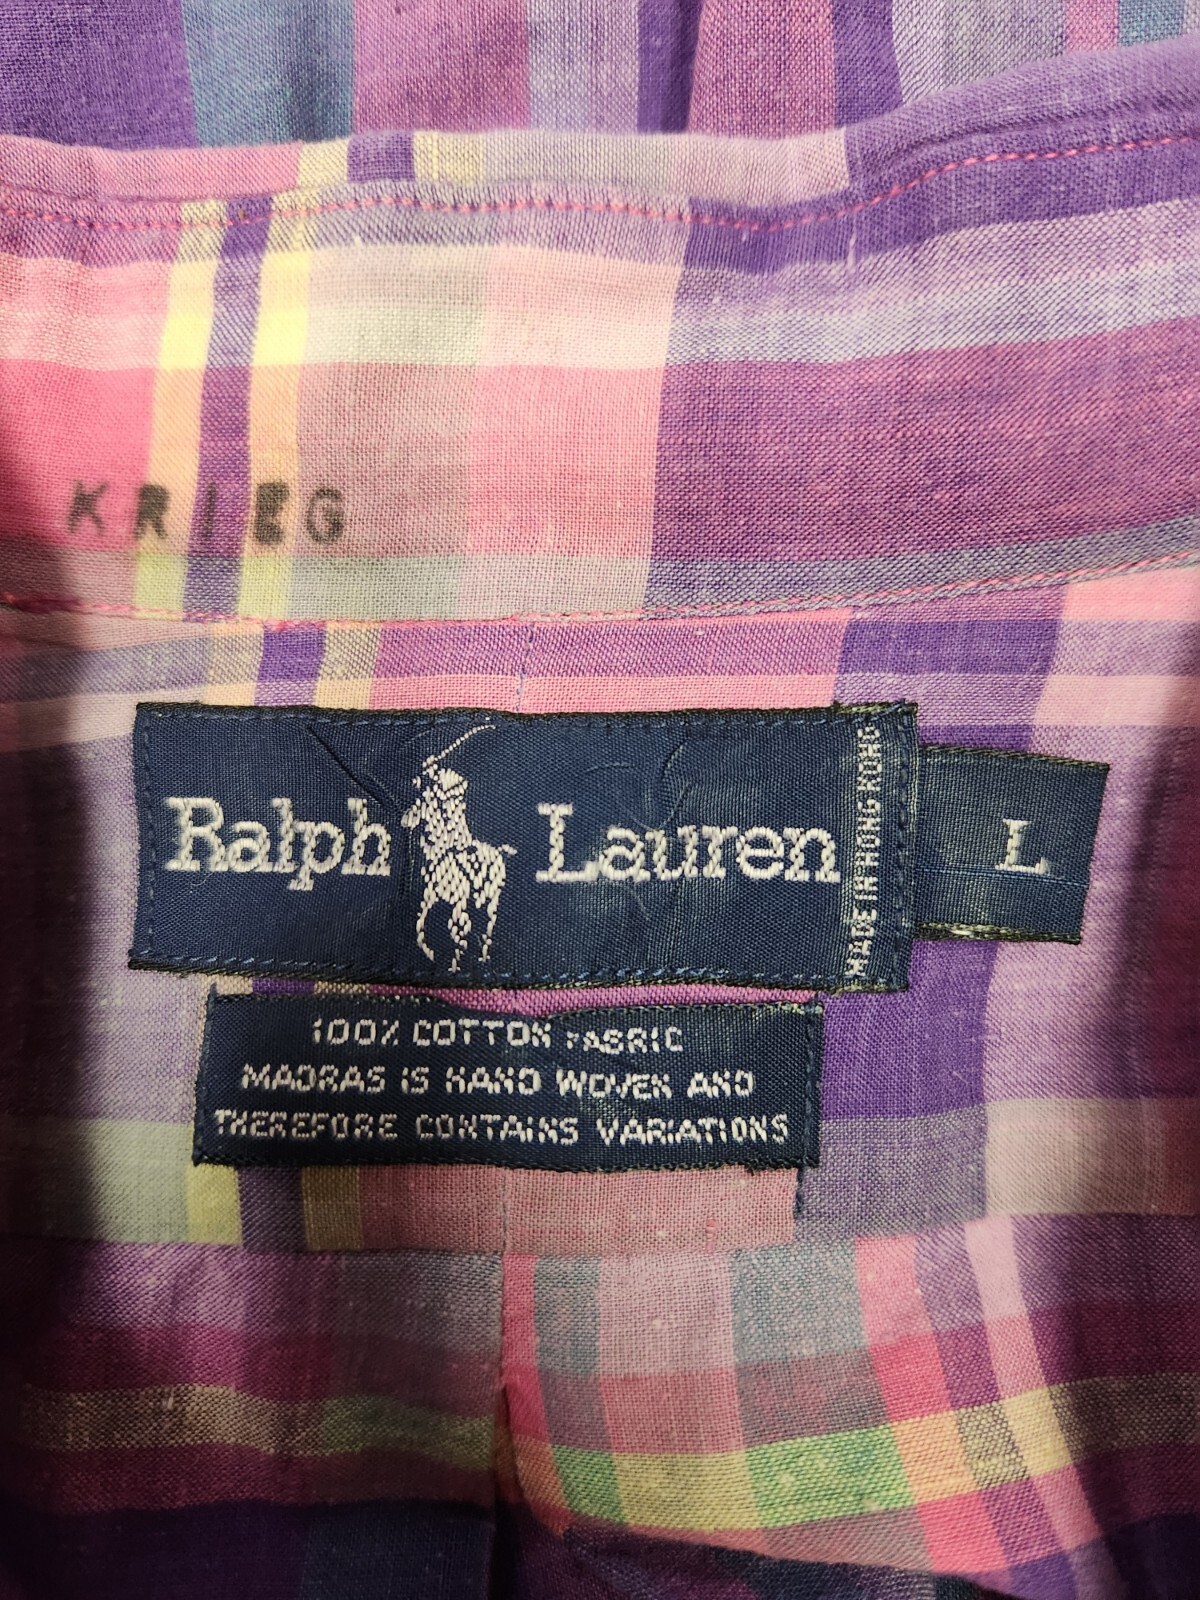 KRIEG
Ralph Lauren
MADE IN HONG KONG
L
100% COTTON FABRIC
MADRAS IS HAND WOVEN AND
THEREFORE CONTAINS VARIATIONS